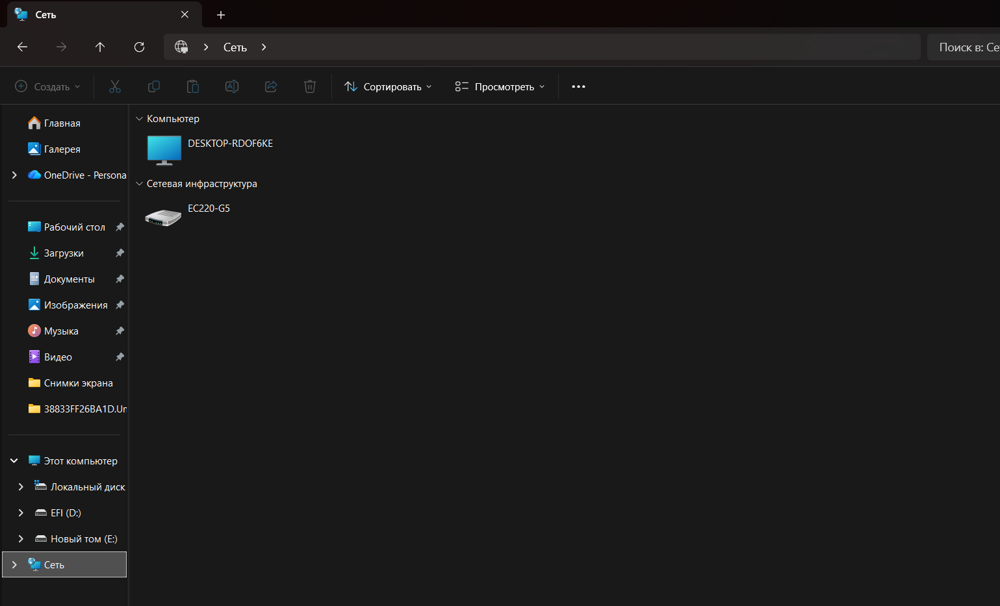 Сеть
Сеть
Поиск в: Се
Создать
Сортировать
Просмотреть
Главная
Галерея
OneDrive - Persona
Рабочий стол
Загрузки
Документы
Изображения
Музыка
Видео
Снимки экрана
38833FF26BA1D.Un
Этот компьютер
Локальный диск
EFI (D:)
Новый том (E:)
Сеть
Компьютер
DESKTOP-RDOF6KE
Сетевая инфраструктура
EC220-G5